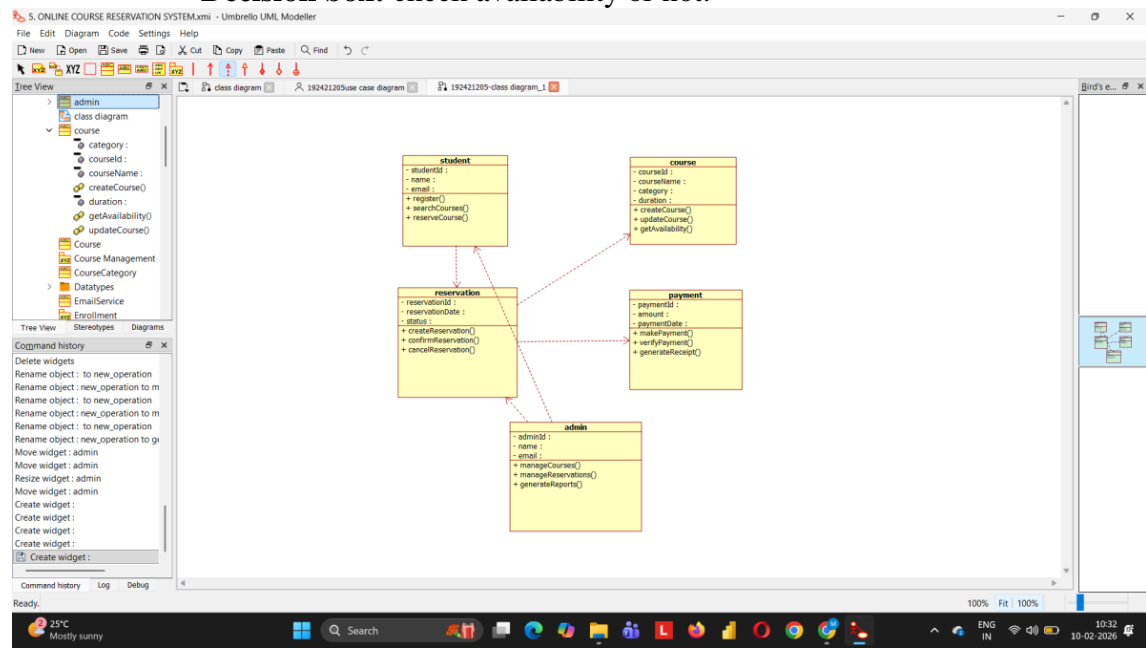 Decision box: check availability or not.
5. ONLINE COURSE RESERVATION SYSTEM.xmi - Umbrello UML Modeller
File Edit Diagram Code Settings Help
New Open Save Cut Copy Paste Find
XYZ
Tree View
class diagram 192421205use case diagram 192421205-class diagram_1
Bird's e...
admin
class diagram
course
category :
courseId :
courseName :
createCourse()
duration :
getAvailability()
updateCourse()
Course
Course Management
CourseCategory
Datatypes
EmailService
Enrollment
Tree View Stereotypes Diagrams
Command history
Delete widgets
Rename object : to new_operation
Rename object : new_operation to m
Rename object : to new_operation
Rename object : new_operation to m
Rename object : to new_operation
Rename object : new_operation to ge
Move widget : admin
Move widget : admin
Resize widget : admin
Move widget : admin
Create widget :
Create widget :
Create widget :
Create widget :
Create widget :
Command history Log Debug
student
- studentId :
- name :
- email :
+ register()
+ searchCourses()
+ reserveCourse()
course
- courseId :
- courseName :
- category :
- duration :
+ createCourse()
+ updateCourse()
+ getAvailability()
reservation
- reservationId :
- reservationDate :
- status :
+ createReservation()
+ confirmReservation()
+ cancelReservation()
payment
- paymentId :
- amount :
- paymentDate :
+ makePayment()
+ verifyPayment()
+ generateReceipt()
admin
- adminId :
- name :
- email :
+ manageCourses()
+ manageReservations()
+ generateReports()
Ready.
100% Fit 100%
2
25°C
Mostly sunny
Search
ENG
IN
10:32
10-02-2026